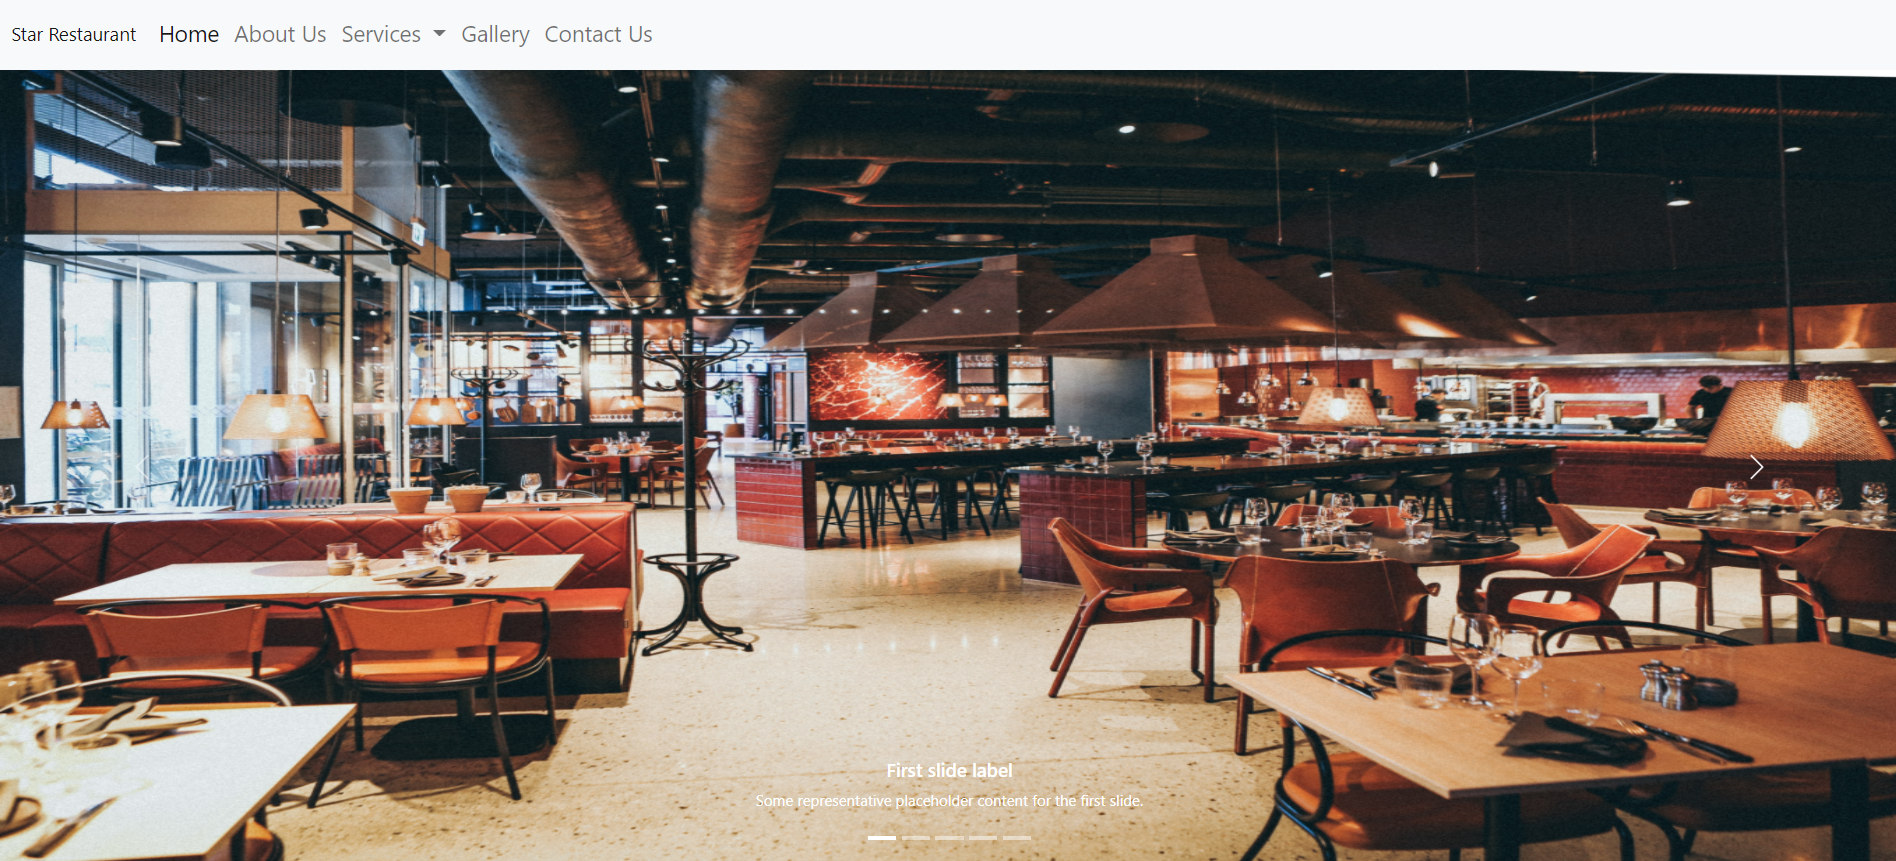 Star Restaurant Home About Us Services Gallery Contact Us
First slide label
Some representative placeholder content for the first slide.